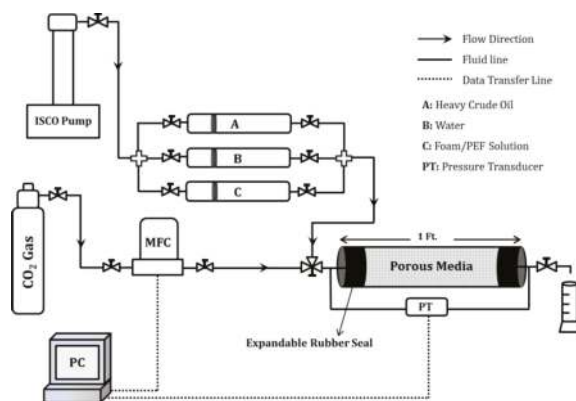 Flow Direction
Fluid line
Data Transfer Line
A: Heavy Crude Oil
B: Water
C: Foam/PEF Solution
PT: Pressure Transducer
ISCO Pump
A
B
C
CO2 Gas
MFC
1 Ft.
Porous Media
PT
Expandable Rubber Seal
PC